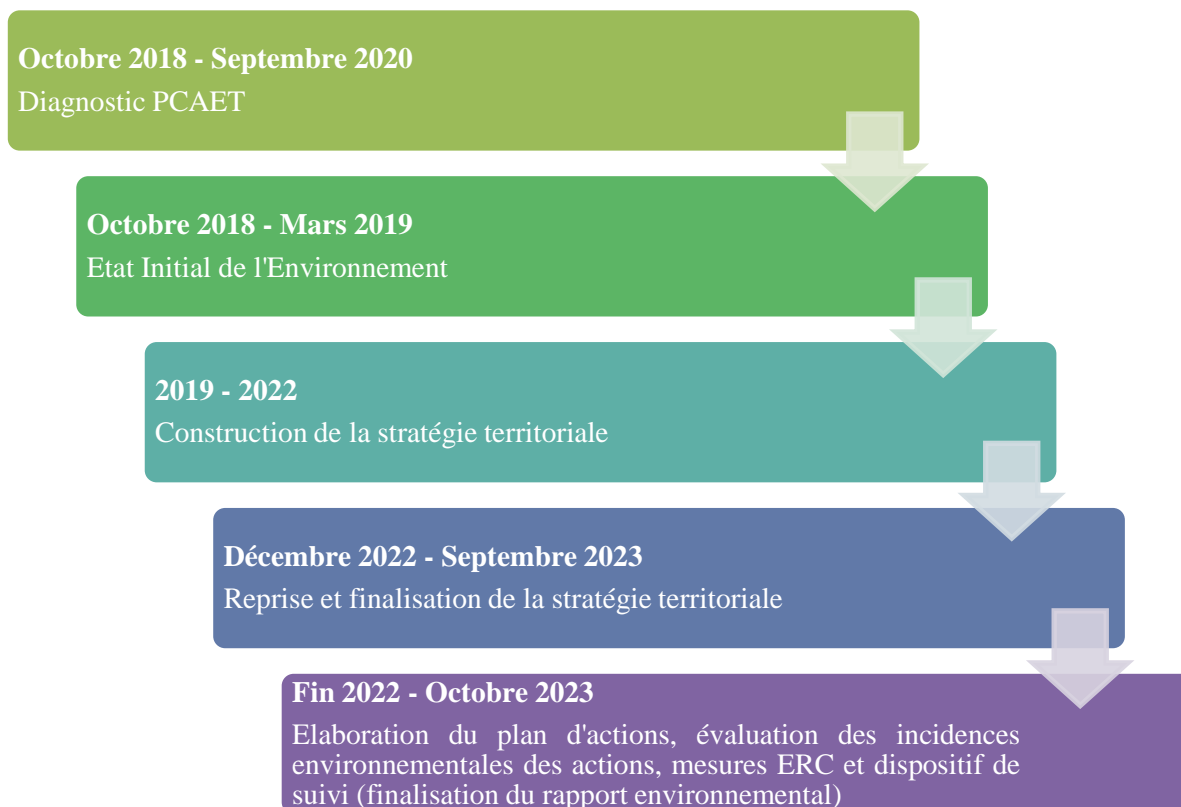 Octobre 2018 - Septembre 2020
Diagnostic PCAET
Octobre 2018 - Mars 2019
Etat Initial de l'Environnement
2019 - 2022
Construction de la stratégie territoriale
Décembre 2022 - Septembre 2023
Reprise et finalisation de la stratégie territoriale
Fin 2022 - Octobre 2023
Elaboration du plan d'actions, évaluation des incidences
environnementales des actions, mesures ERC et dispositif de
suivi (finalisation du rapport environnemental)